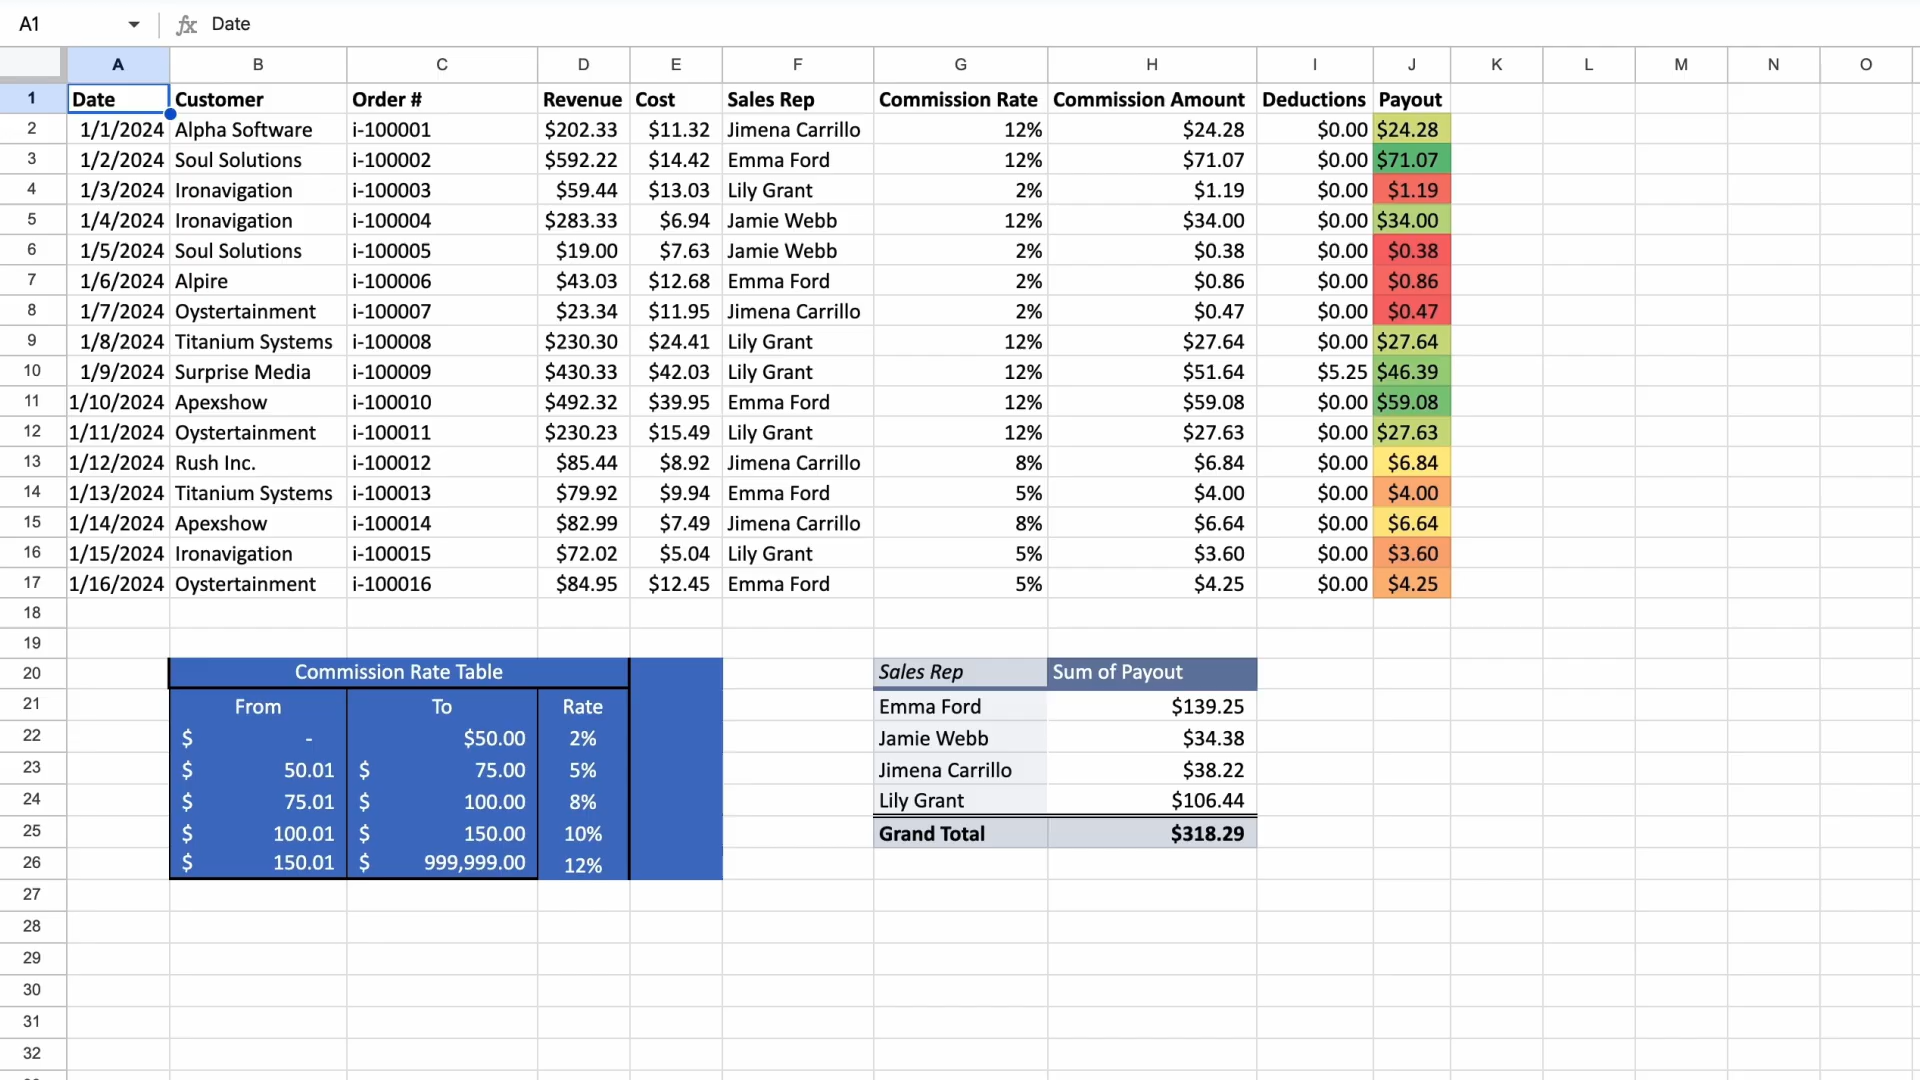 A1 fx Date
A B C D E F G H I J K L M N O
1 Date Customer Order # Revenue Cost Sales Rep Commission Rate Commission Amount Deductions Payout
2 1/1/2024 Alpha Software i-100001 $202.33 $11.32 Jimena Carrillo 12% $24.28 $0.00 $24.28
3 1/2/2024 Soul Solutions i-100002 $592.22 $14.42 Emma Ford 12% $71.07 $0.00 $71.07
4 1/3/2024 Ironavigation i-100003 $59.44 $13.03 Lily Grant 2% $1.19 $0.00 $1.19
5 1/4/2024 Ironavigation i-100004 $283.33 $6.94 Jamie Webb 12% $34.00 $0.00 $34.00
6 1/5/2024 Soul Solutions i-100005 $19.00 $7.63 Jamie Webb 2% $0.38 $0.00 $0.38
7 1/6/2024 Alpire i-100006 $43.03 $12.68 Emma Ford 2% $0.86 $0.00 $0.86
8 1/7/2024 Oystertainment i-100007 $23.34 $11.95 Jimena Carrillo 2% $0.47 $0.00 $0.47
9 1/8/2024 Titanium Systems i-100008 $230.30 $24.41 Lily Grant 12% $27.64 $0.00 $27.64
10 1/9/2024 Surprise Media i-100009 $430.33 $42.03 Lily Grant 12% $51.64 $5.25 $46.39
11 1/10/2024 Apexshow i-100010 $492.32 $39.95 Emma Ford 12% $59.08 $0.00 $59.08
12 1/11/2024 Oystertainment i-100011 $230.23 $15.49 Lily Grant 12% $27.63 $0.00 $27.63
13 1/12/2024 Rush Inc. i-100012 $85.44 $8.92 Jimena Carrillo 8% $6.84 $0.00 $6.84
14 1/13/2024 Titanium Systems i-100013 $79.92 $9.94 Emma Ford 5% $4.00 $0.00 $4.00
15 1/14/2024 Apexshow i-100014 $82.99 $7.49 Jimena Carrillo 8% $6.64 $0.00 $6.64
16 1/15/2024 Ironavigation i-100015 $72.02 $5.04 Lily Grant 5% $3.60 $0.00 $3.60
17 1/16/2024 Oystertainment i-100016 $84.95 $12.45 Emma Ford 5% $4.25 $0.00 $4.25
18
19
20 Commission Rate Table Sales Rep Sum of Payout
21 From To Rate Emma Ford $139.25
22 $ - $50.00 2% Jamie Webb $34.38
23 $ 50.01 $ 75.00 5% Jimena Carrillo $38.22
24 $ 75.01 $ 100.00 8% Lily Grant $106.44
25 $ 100.01 $ 150.00 10% Grand Total $318.29
26 $ 150.01 $ 999,999.00 12%
27
28
29
30
31
32